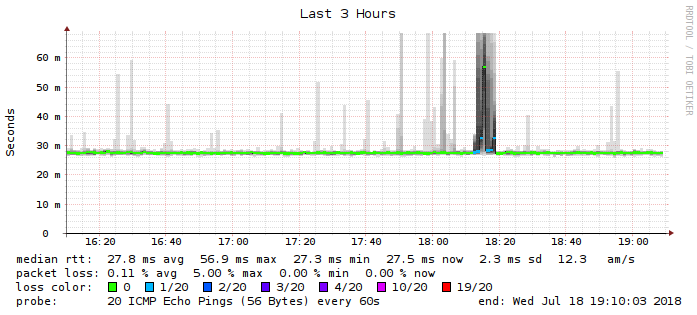 Last 3 Hours
RRDTOOL / TOBI OETIKER
Seconds
60 m
50 m
40 m
30 m
20 m
10 m
0
16:20 16:40 17:00 17:20 17:40 18:00 18:20 18:40 19:00
median rtt: 27.8 ms avg 56.9 ms max 27.3 ms min 27.5 ms now 2.3 ms sd 12.3 am/s
packet loss: 0.11 % avg 5.00 % max 0.00 % min 0.00 % now
loss color: 0 1/20 2/20 3/20 4/20 10/20 19/20
probe: 20 ICMP Echo Pings (56 Bytes) every 60s end: Wed Jul 18 19:10:03 2018